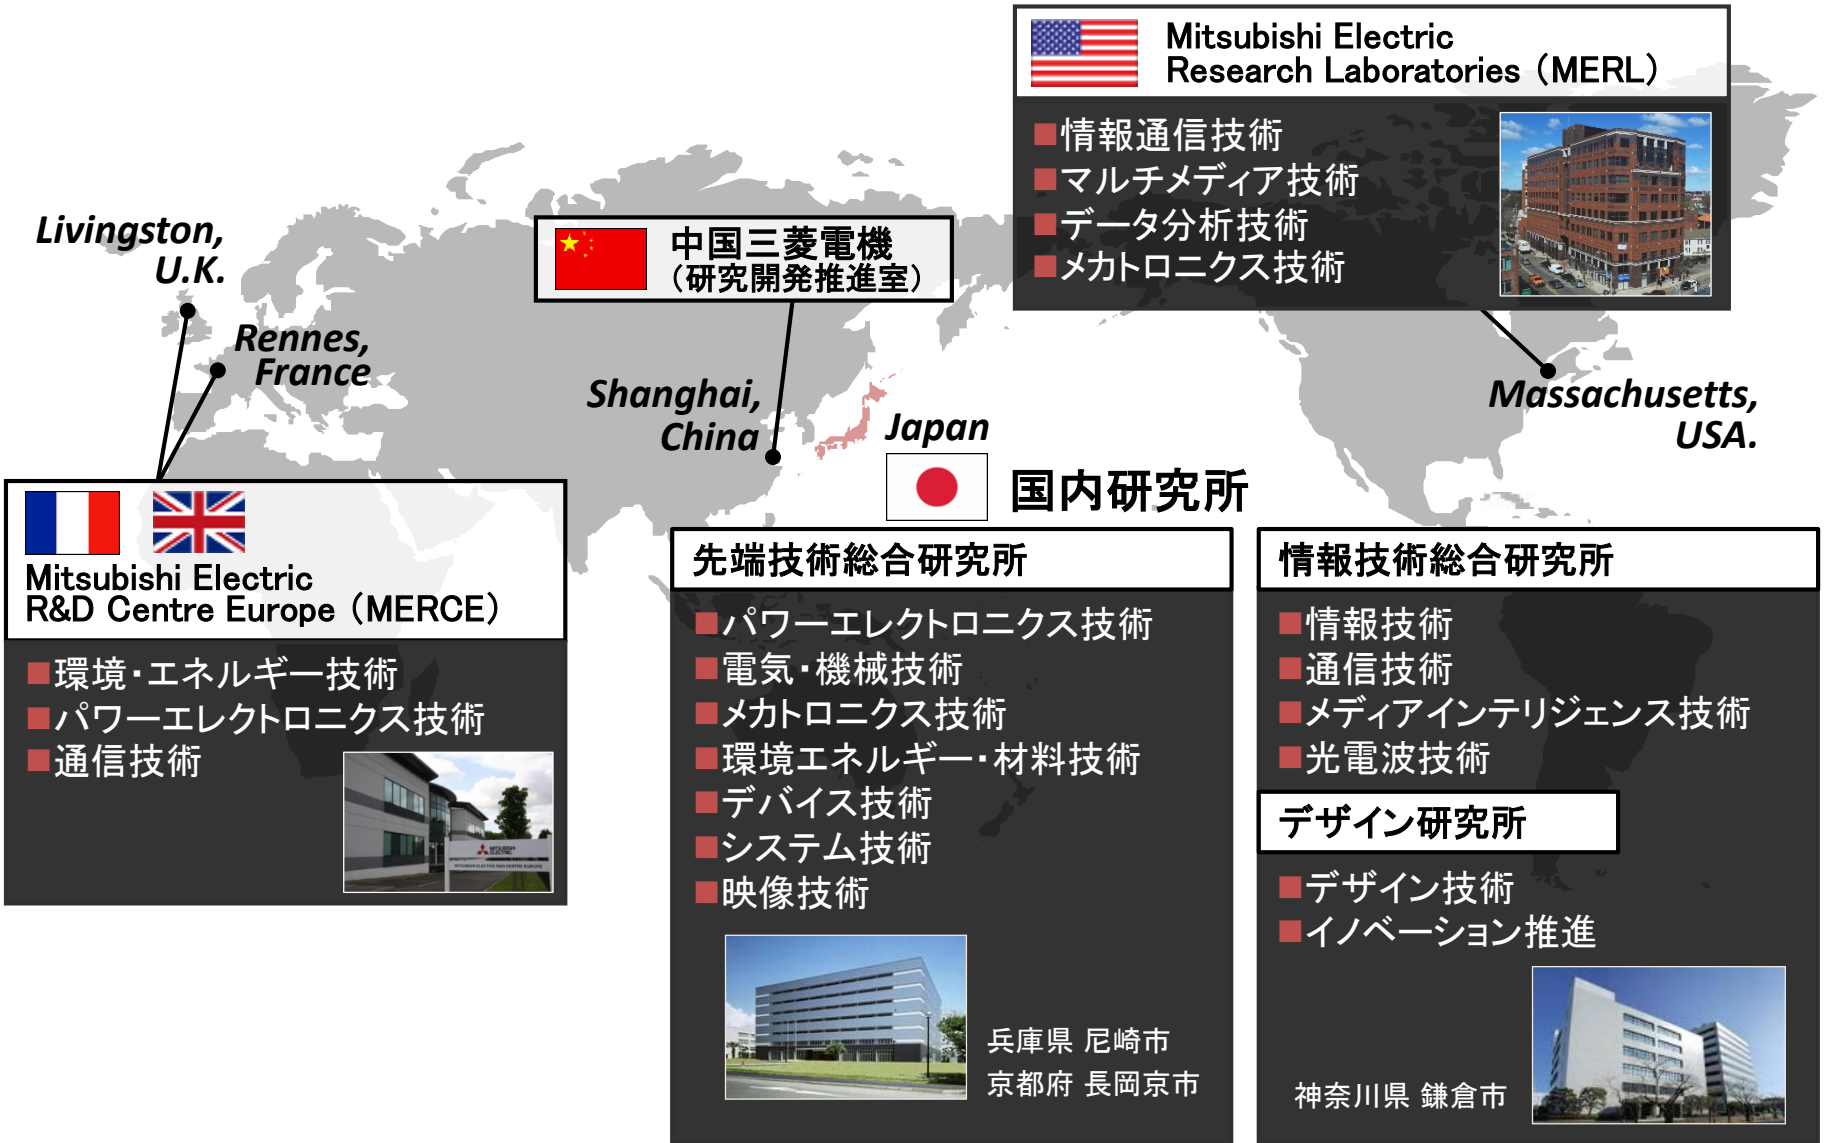 Mitsubishi Electric
Research Laboratories (MERL)
■情報通信技術
■マルチメディア技術
■データ分析技術
■メカトロニクス技術
Livingston,
U.K.
Rennes,
France
中国三菱電機
(研究開発推進室)
Shanghai,
China
Japan
Massachusetts,
USA.
国内研究所
Mitsubishi Electric
R&D Centre Europe (MERCE)
■環境・エネルギー技術
■パワーエレクトロニクス技術
■通信技術
MITSUBISHI
ELECTRIC
MITSUBISHI ELECTRIC R&D CENTRE EUROPE
先端技術総合研究所
■パワーエレクトロニクス技術
■電気・機械技術
■メカトロニクス技術
■環境エネルギー・材料技術
■デバイス技術
■システム技術
■映像技術
兵庫県 尼崎市
京都府 長岡京市
情報技術総合研究所
■情報技術
■通信技術
■メディアインテリジェンス技術
■光電波技術
デザイン研究所
■デザイン技術
■イノベーション推進
神奈川県 鎌倉市